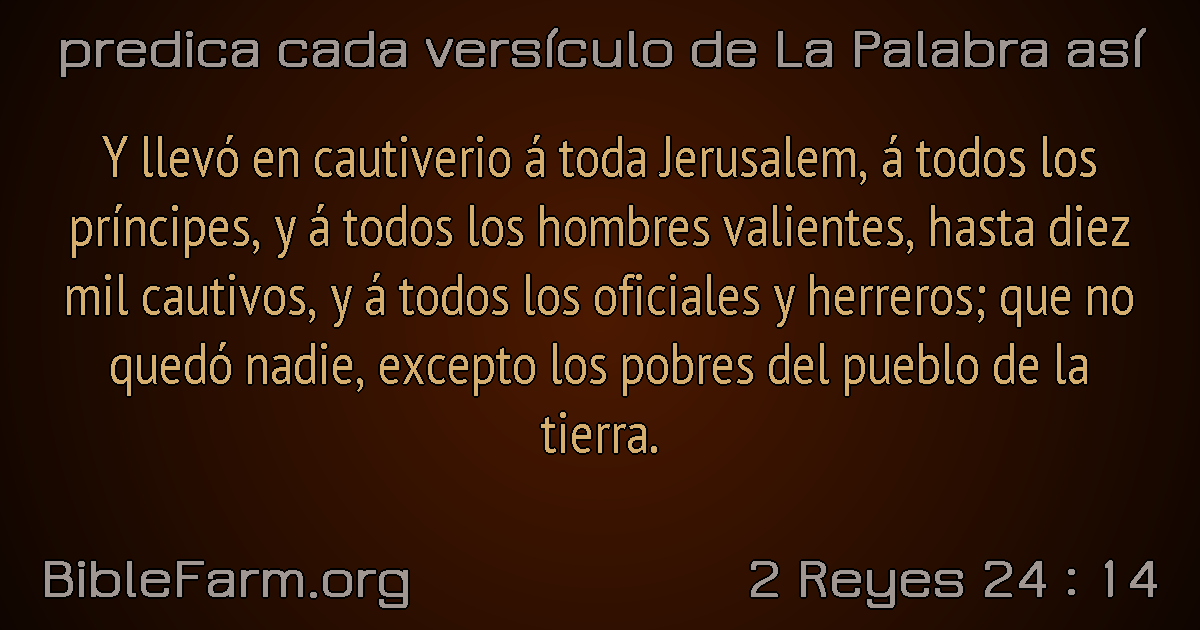 predica cada versículo de La Palabra así
Y llevó en cautiverio á toda Jerusalem, á todos los
príncipes, y á todos los hombres valientes, hasta diez
mil cautivos, y á todos los oficiales y herreros; que no
quedó nadie, excepto los pobres del pueblo de la
tierra.
BibleFarm.org
2 Reyes 24 : 14